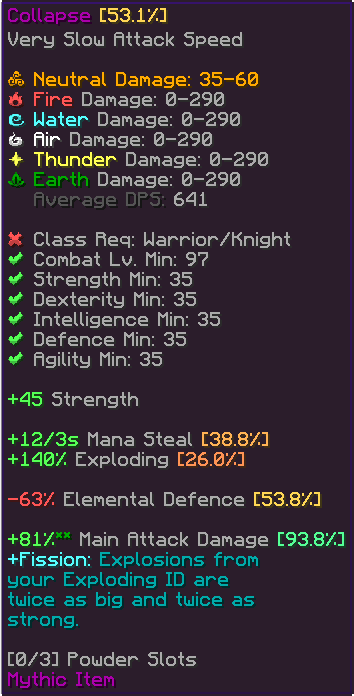 Collapse [53.1%]
Very Slow Attack Speed
Neutral Damage: 35-60
Fire Damage: 0-290
Water Damage: 0-290
Air Damage: 0-290
Thunder Damage: 0-290
Earth Damage: 0-290
Average DPS: 641
✖ Class Req: Warrior/Knight
✔ Combat Lv. Min: 97
✔ Strength Min: 35
✔ Dexterity Min: 35
✔ Intelligence Min: 35
✔ Defence Min: 35
✔ Agility Min: 35
+45 Strength
+12/3s Mana Steal [38.8%]
+140% Exploding [26.0%]
-63% Elemental Defence [53.8%]
+81%** Main Attack Damage [93.8%]
+Fission: Explosions from
your Exploding ID are
twice as big and twice as
strong.
[0/3] Powder Slots
Mythic Item